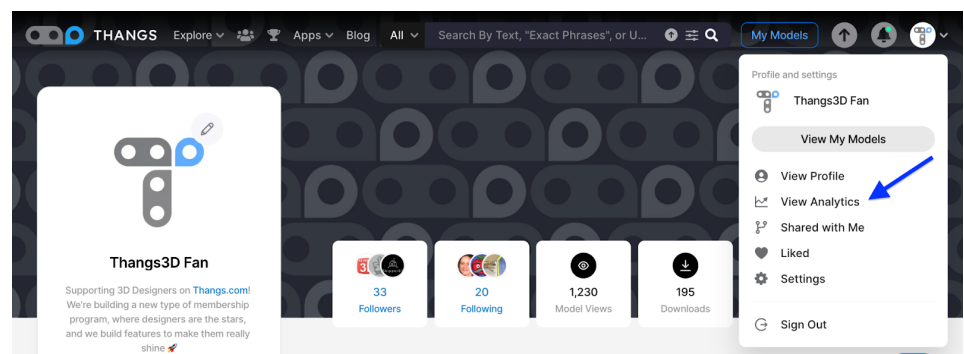 THANGS Explore Apps Blog All Search By Text, "Exact Phrases", or U... My Models
Profile and settings
Thangs3D Fan
View My Models
View Profile
View Analytics
Shared with Me
Liked
Settings
Sign Out
Thangs3D Fan
Supporting 3D Designers on Thangs.com!
We're building a new type of membership
program, where designers are the stars,
and we build features to make them really
shine 🚀
33
Followers
20
Following
1,230
Model Views
195
Downloads